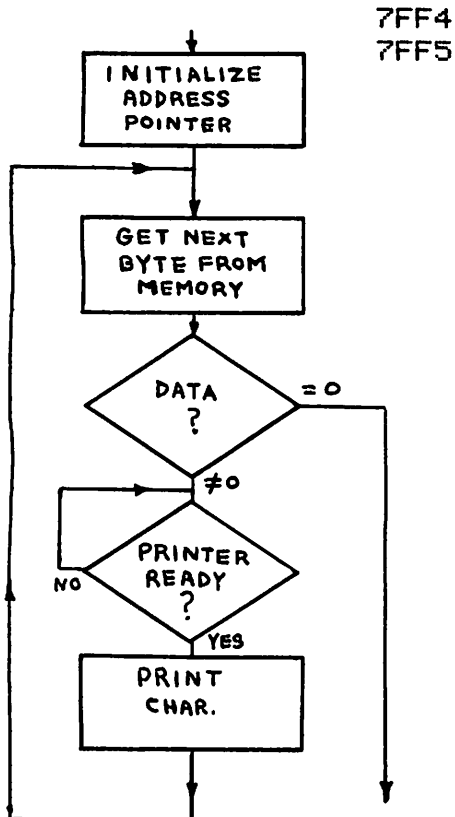 7FF4
7FF5
INITIALIZE
ADDRESS
POINTER
GET NEXT
BYTE FROM
MEMORY
DATA
?
= 0
≠0
PRINTER
READY
?
NO
YES
PRINT
CHAR.